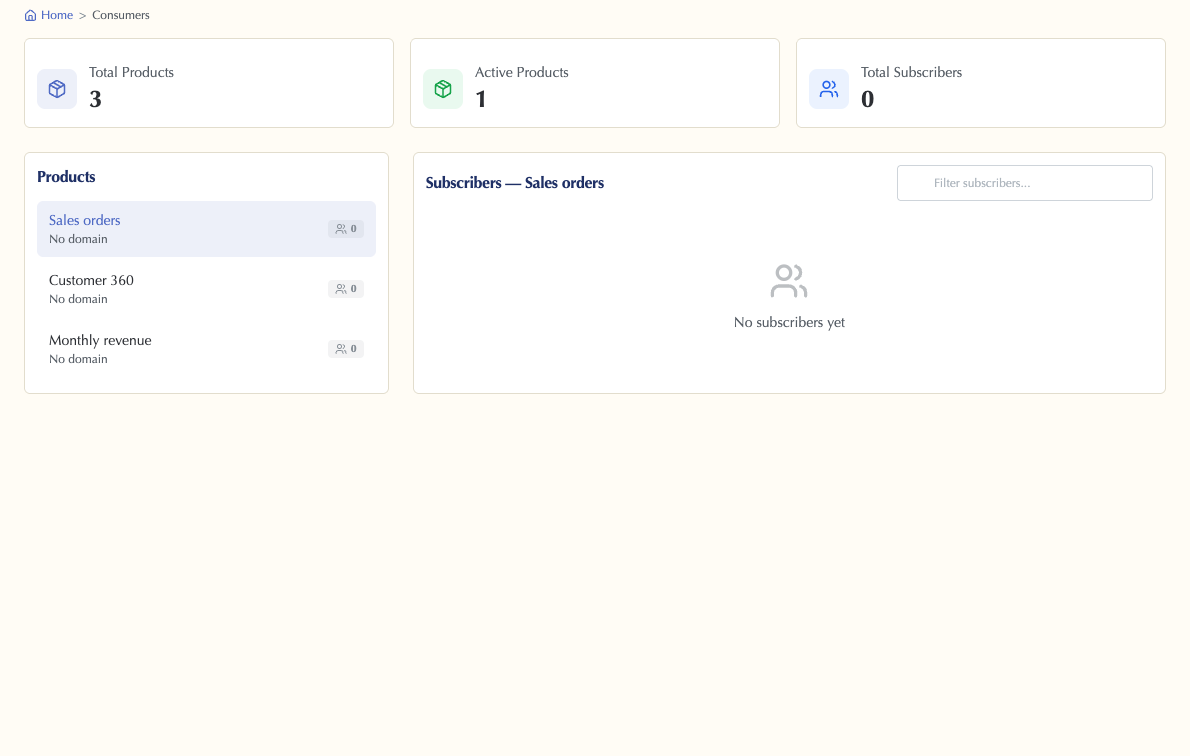 Home > Consumers
Total Products
3
Active Products
1
Total Subscribers
0
Products
Sales orders
No domain
0
Customer 360
No domain
0
Monthly revenue
No domain
0
Subscribers — Sales orders
Filter subscribers...
No subscribers yet